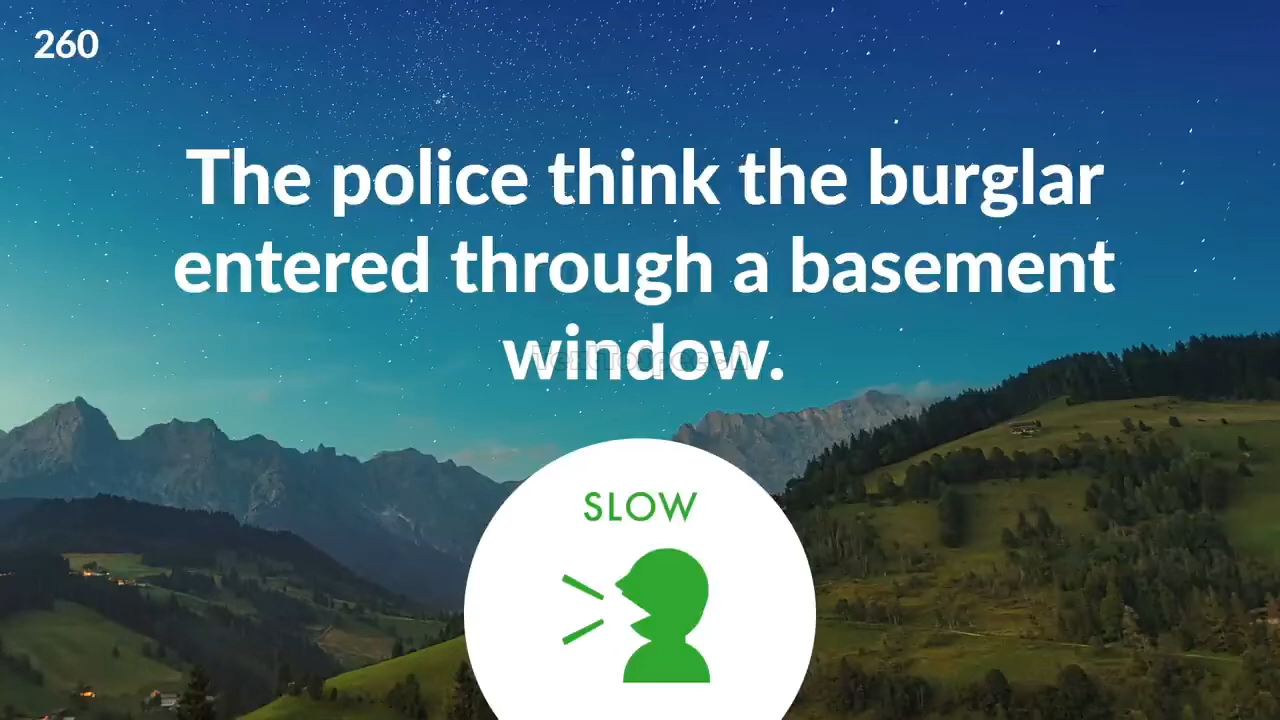 260
The police think the burglar
entered through a basement
window.
SLOW